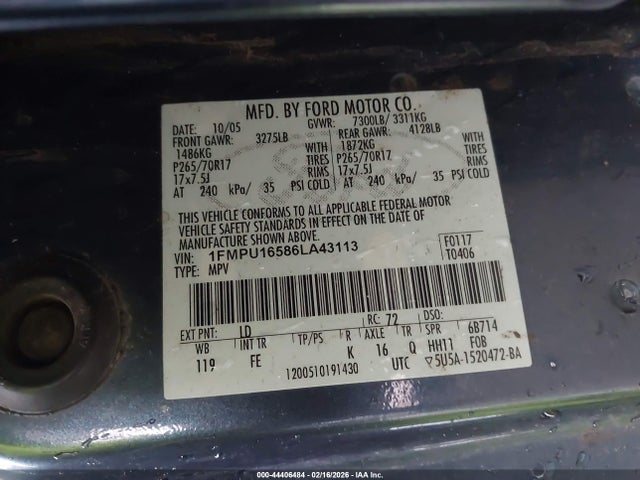 MFD. BY FORD MOTOR CO.
DATE: 10/05 GVWR: 7300LB/ 3311KG
FRONT GAWR: 3275LB REAR GAWR: 4128LB
1486KG WITH 1872KG WITH
P265/70R17 TIRES P265/70R17 TIRES
17x7.5J RIMS 17x7.5J RIMS
AT 240 kPa/ 35 PSI COLD AT 240 kPa/ 35 PSI COLD
THIS VEHICLE CONFORMS TO ALL APPLICABLE FEDERAL MOTOR
VEHICLE SAFETY STANDARDS IN EFFECT ON THE DATE OF
MANUFACTURE SHOWN ABOVE.
VIN: 1FMPU16586LA43113 F0117
TYPE: MPV T0406
EXT PNT: LD RC: 72 DSO:
WB INT TR TP/PS R AXLE TR SPR 6B714
119 FE K 16 Q HH11 FOB
1200510191430 UTC ▽5U5A-1520472-BA
000-44406484 - 02/16/2026 - IAA Inc.